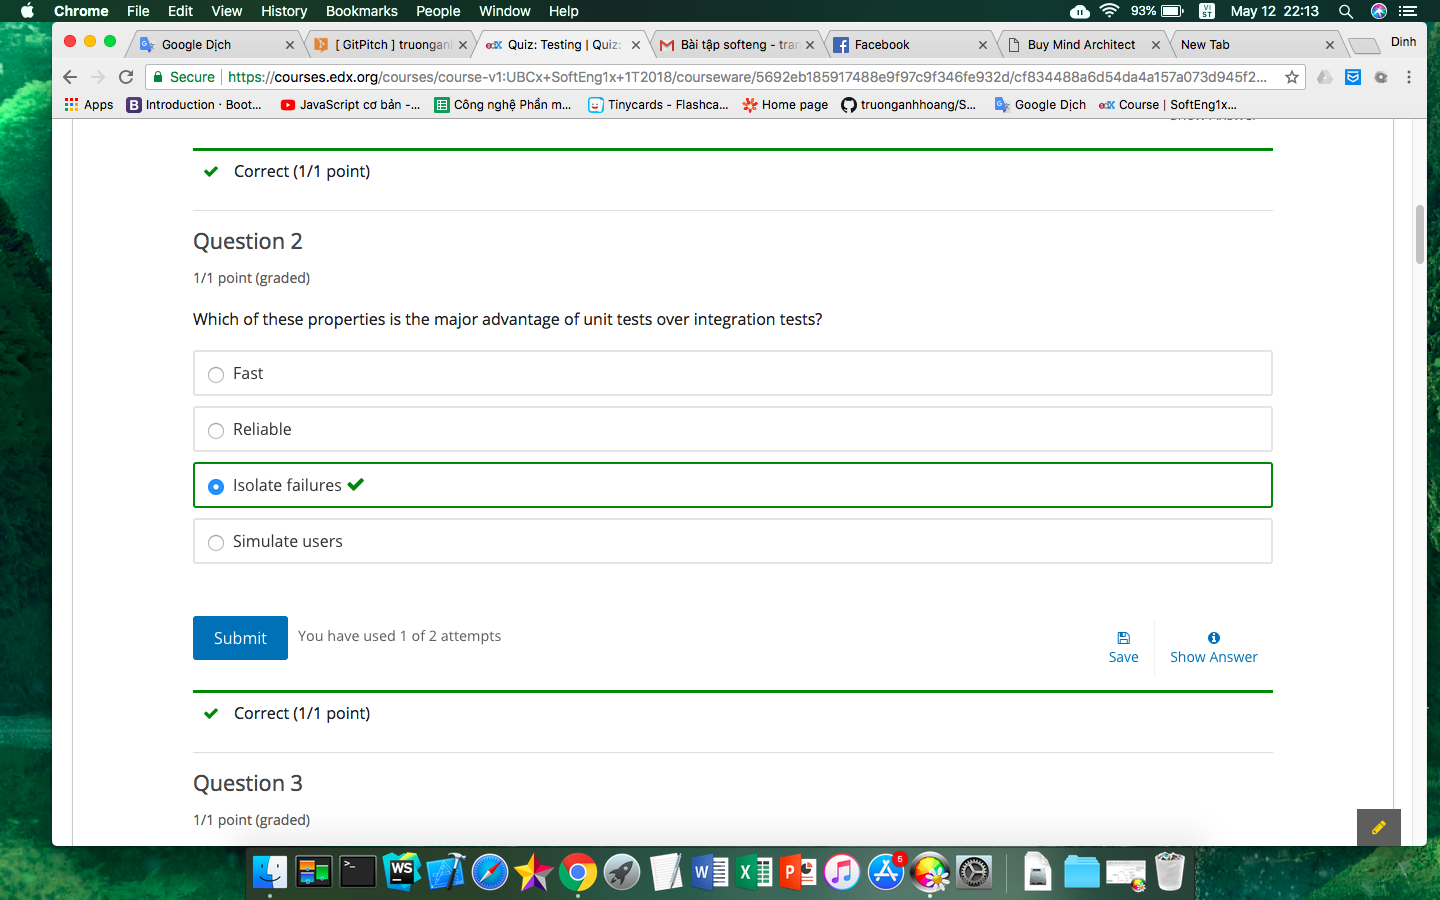 Chrome File Edit View History Bookmarks People Window Help 93% VI ST May 12 22:13
Google Dịch [ GitPitch ] truongan Quiz: Testing | Quiz: Bài tập softeng - tran Facebook Buy Mind Architect New Tab Dinh
Secure https://courses.edx.org/courses/course-v1:UBCx+SoftEng1x+1T2018/courseware/5692eb185917488e9f97c9f346fe932d/cf834488a6d54da4a157a073d945f2...
Apps Introduction · Boot... JavaScript cơ bản -... Công nghệ Phần m... Tinycards - Flashca... Home page truonganhhoang/S... Google Dịch Course | SoftEng1x...
Correct (1/1 point)
Question 2
1/1 point (graded)
Which of these properties is the major advantage of unit tests over integration tests?
Fast
Reliable
Isolate failures
Simulate users
Submit You have used 1 of 2 attempts
Save Show Answer
Correct (1/1 point)
Question 3
1/1 point (graded)
WS W X P 5